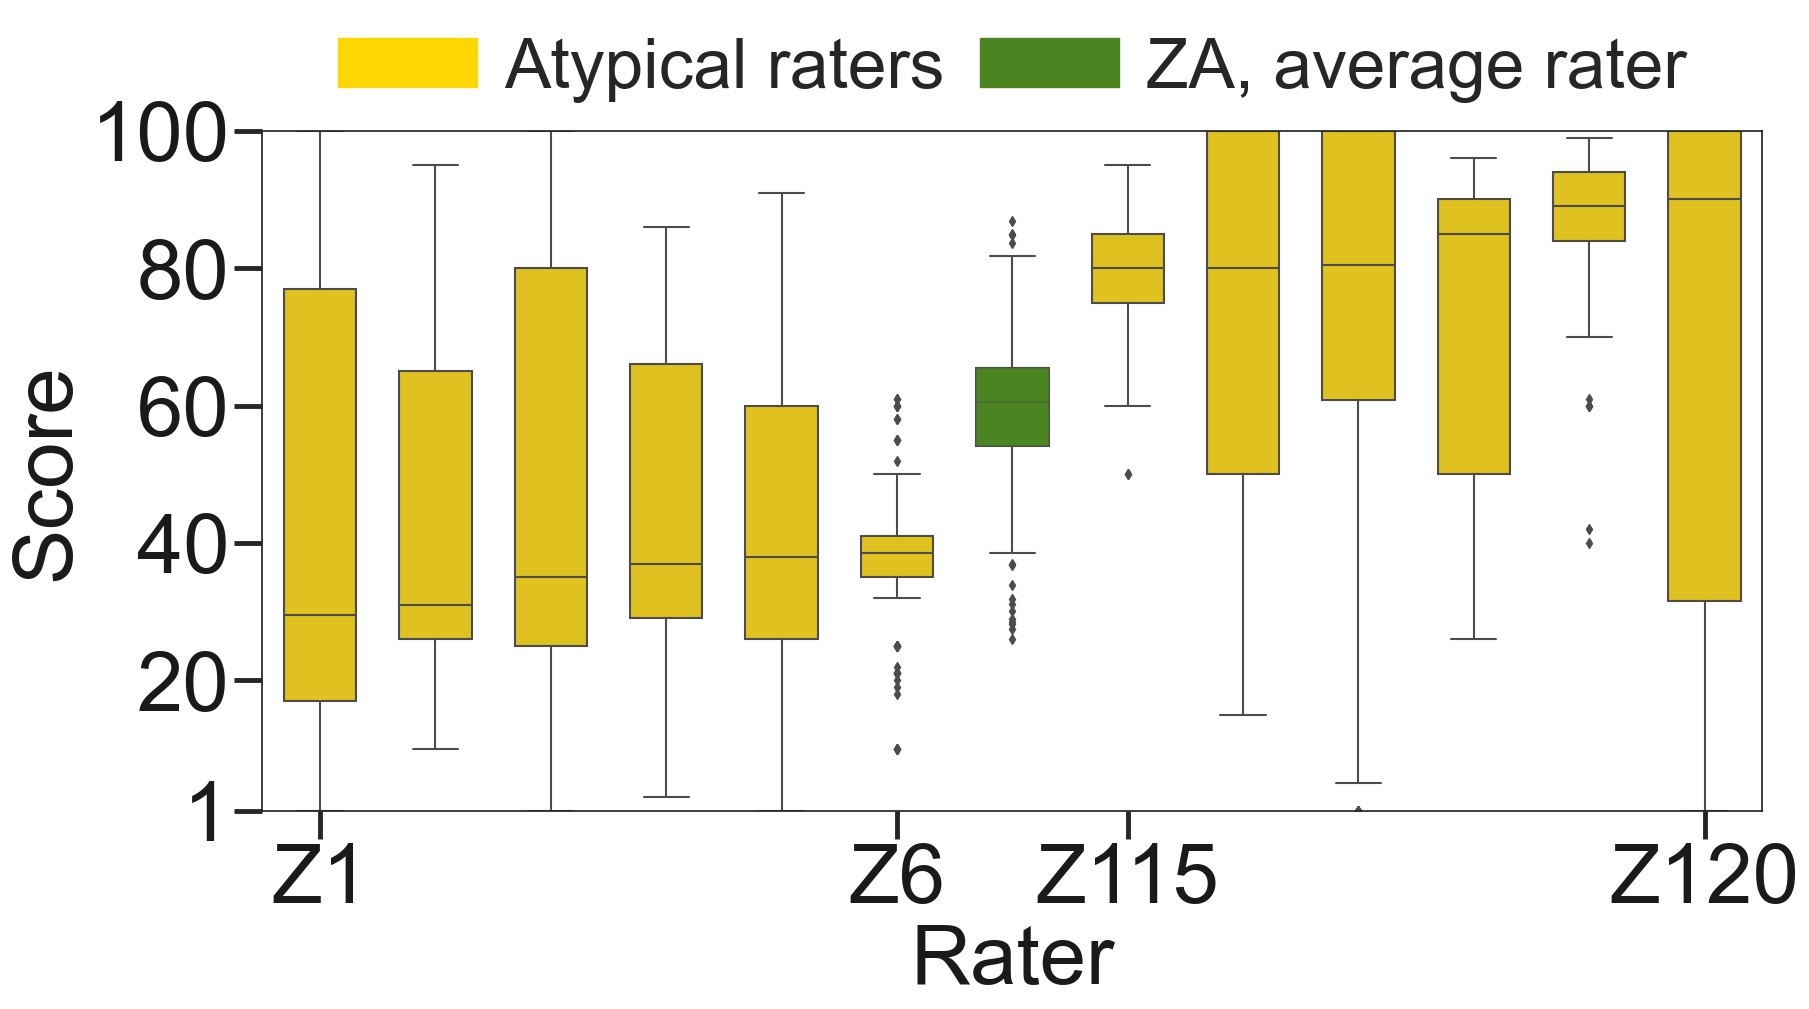 Atypical raters
ZA, average rater
100
80
60
40
20
1
Score
Z1
Z6
Z115
Z120
Rater